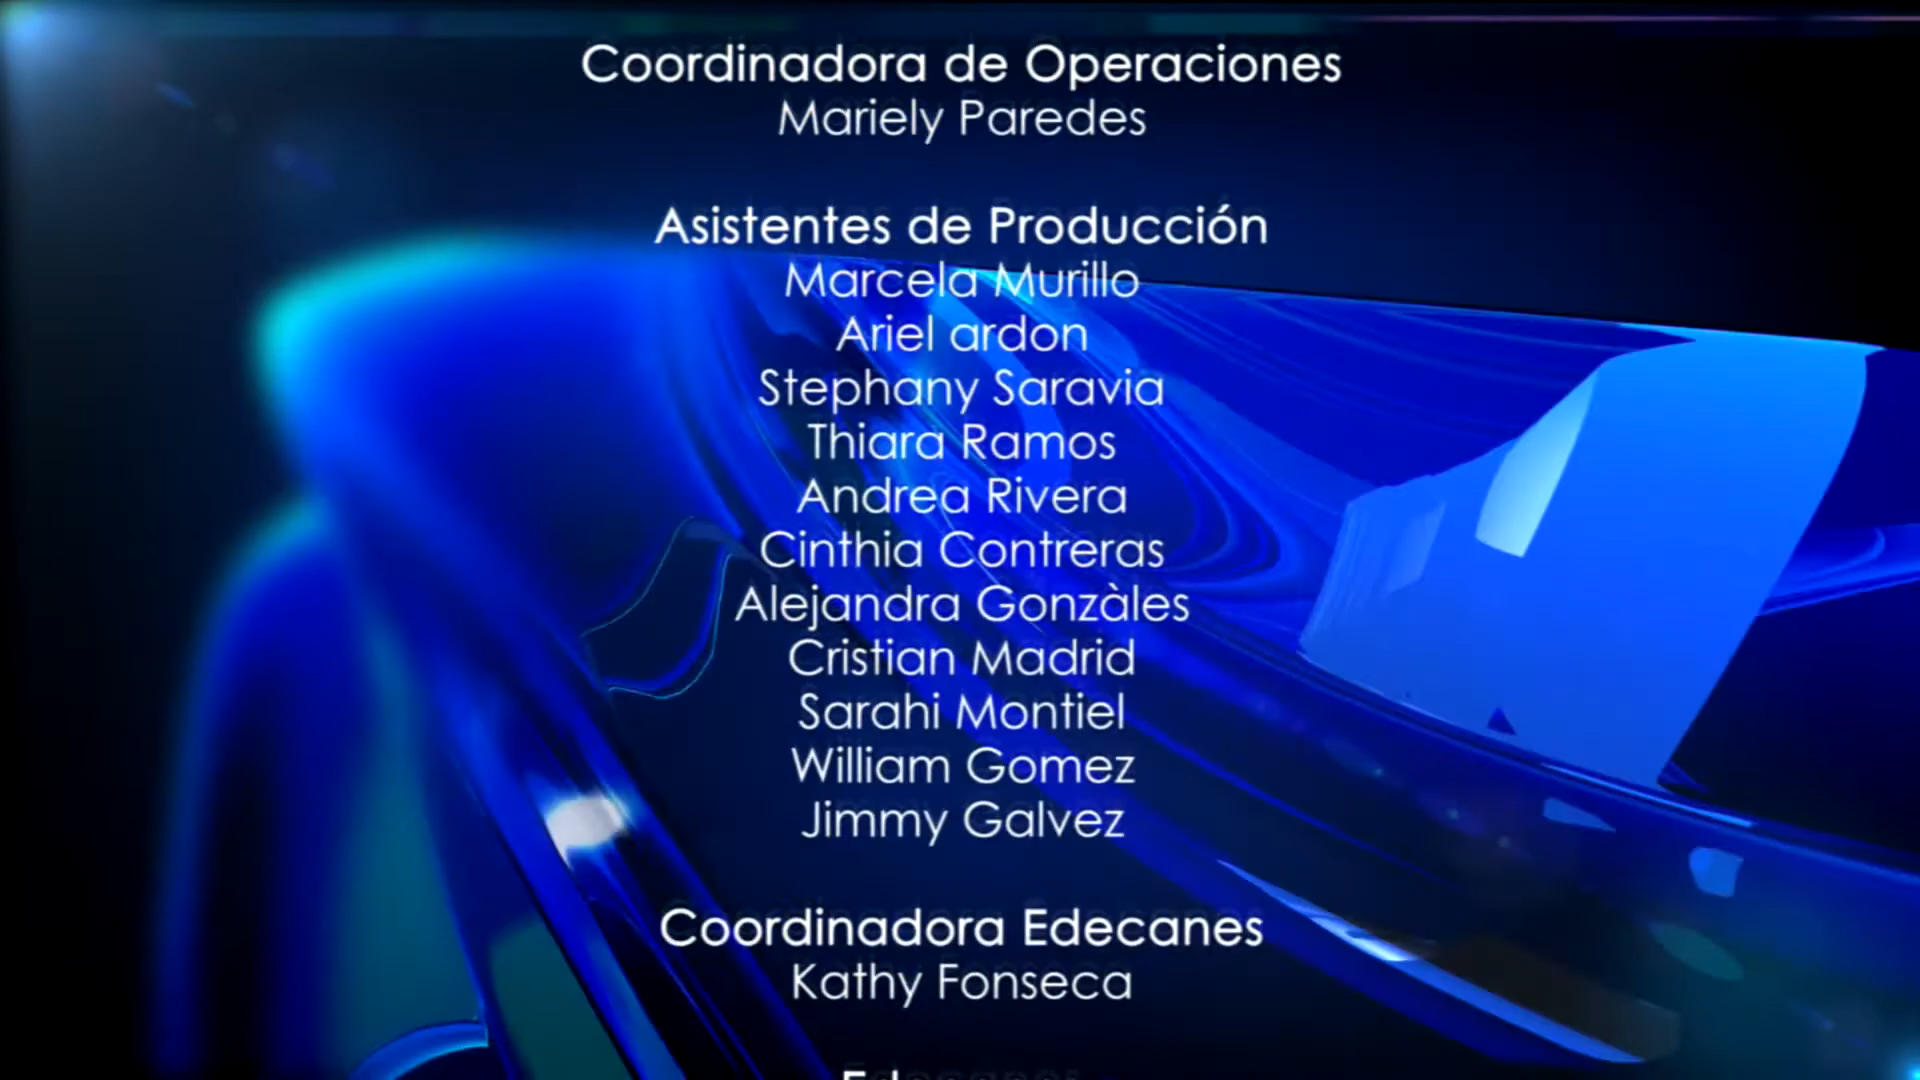 Coordinadora de Operaciones
Mariely Paredes
Asistentes de Producción
Marcela Murillo
Ariel ardon
Stephany Saravia
Thiara Ramos
Andrea Rivera
Cinthia Contreras
Alejandra Gonzàles
Cristian Madrid
Sarahi Montiel
William Gomez
Jimmy Galvez
Coordinadora Edecanes
Kathy Fonseca